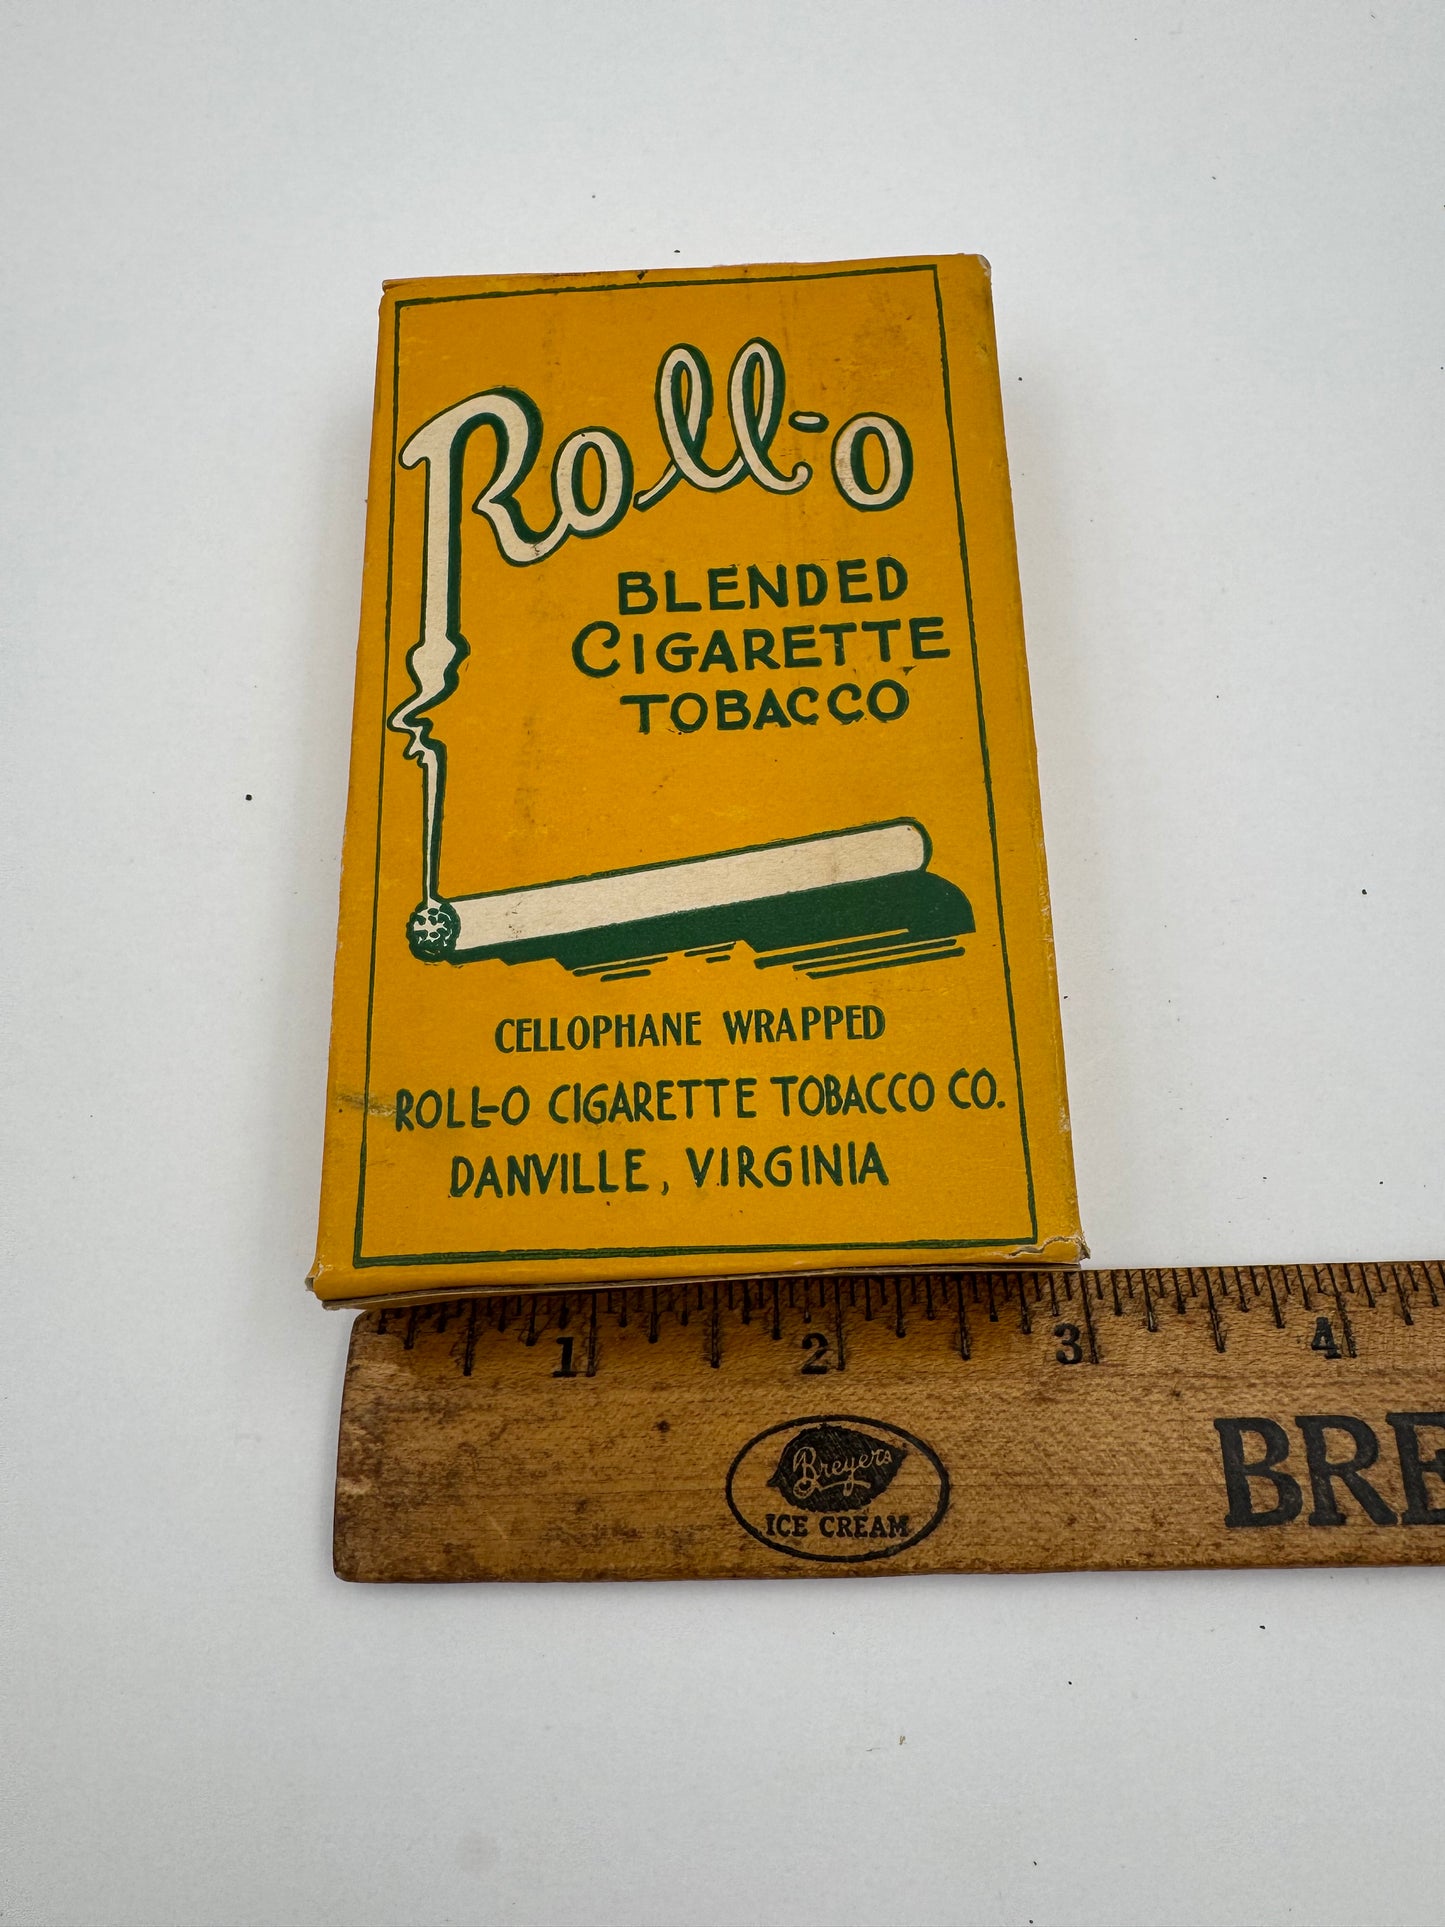 Roll-o
BLENDED
CIGARETTE
TOBACCO
CELLOPHANE WRAPPED
ROLL-O CIGARETTE TOBACCO CO.
DANVILLE, VIRGINIA
1 2 3 4
Breyers
ICE CREAM
BRE